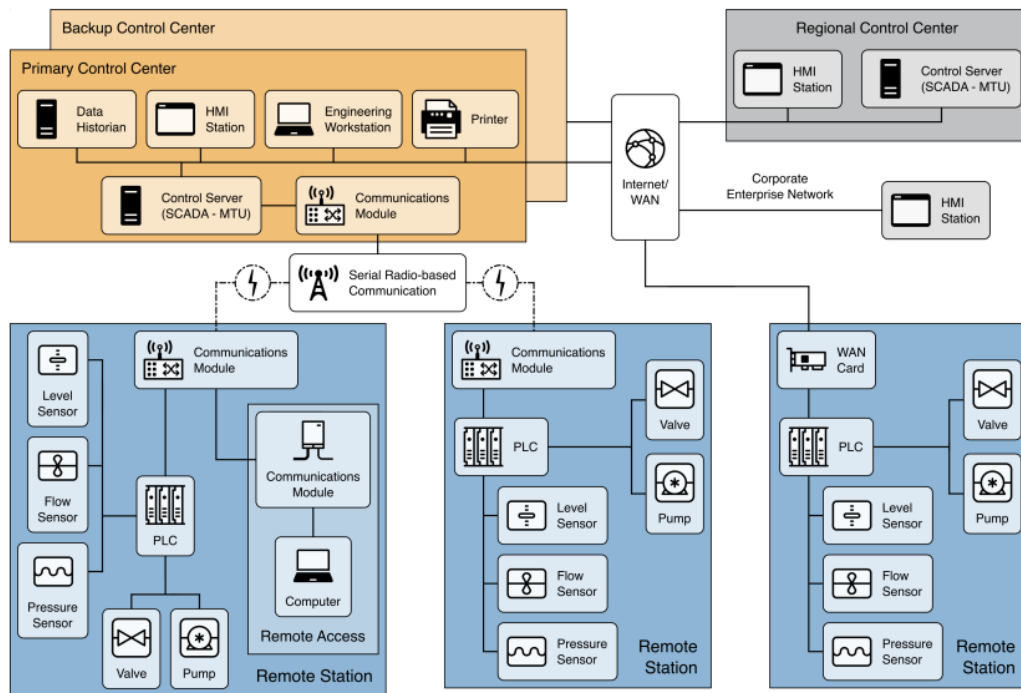 Backup Control Center
Primary Control Center
Data
Historian
HMI
Station
Engineering
Workstation
Printer
Control Server
(SCADA - MTU)
Communications
Module
Internet/
WAN
Regional Control Center
HMI
Station
Control Server
(SCADA - MTU)
Corporate
Enterprise Network
HMI
Station
Serial Radio-based
Communication
Level
Sensor
Communications
Module
Flow
Sensor
PLC
Pressure
Sensor
Valve
Pump
Communications
Module
Computer
Remote Access
Remote Station
Communications
Module
PLC
Valve
Pump
Level
Sensor
Flow
Sensor
Pressure
Sensor
Remote
Station
WAN
Card
PLC
Valve
Pump
Level
Sensor
Flow
Sensor
Pressure
Sensor
Remote
Station